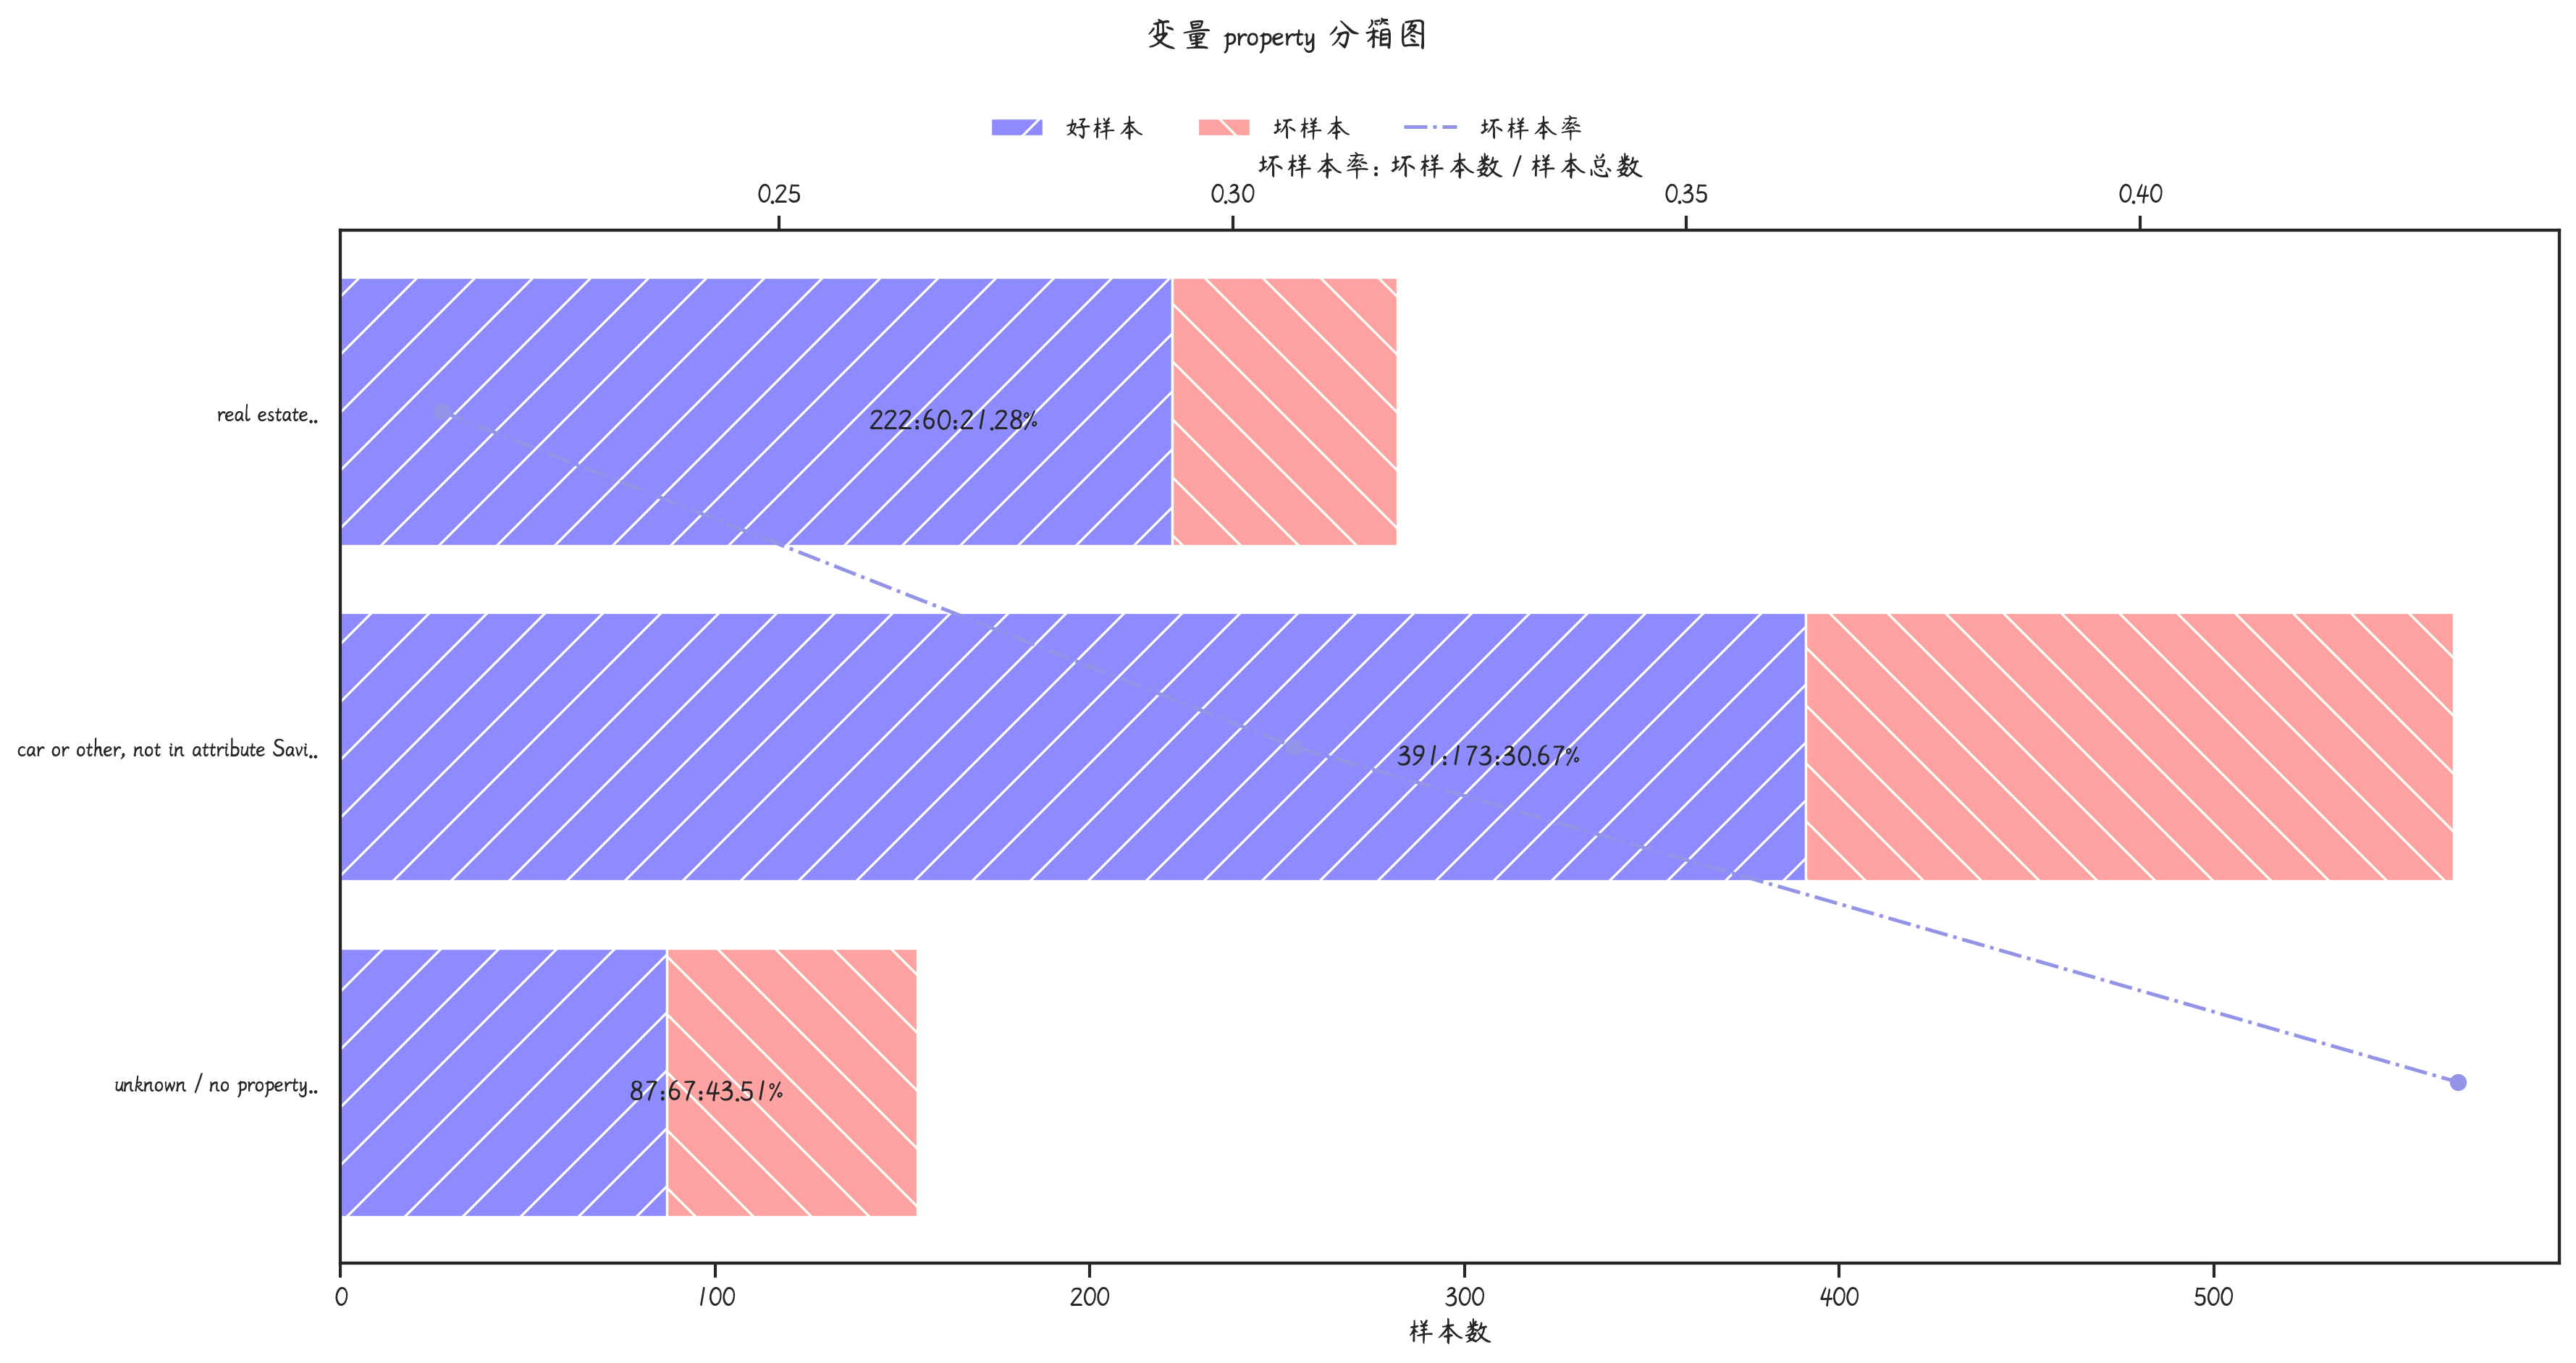 变量 property 分箱图
好样本 坏样本 坏样本率
坏样本率: 坏样本数 / 样本总数
0.25 0.30 0.35 0.40
real estate..
222:60:21.28%
car or other, not in attribute Savi..
391:173:30.67%
unknown / no property..
87:67:43.51%
0 100 200 300 400 500
样本数